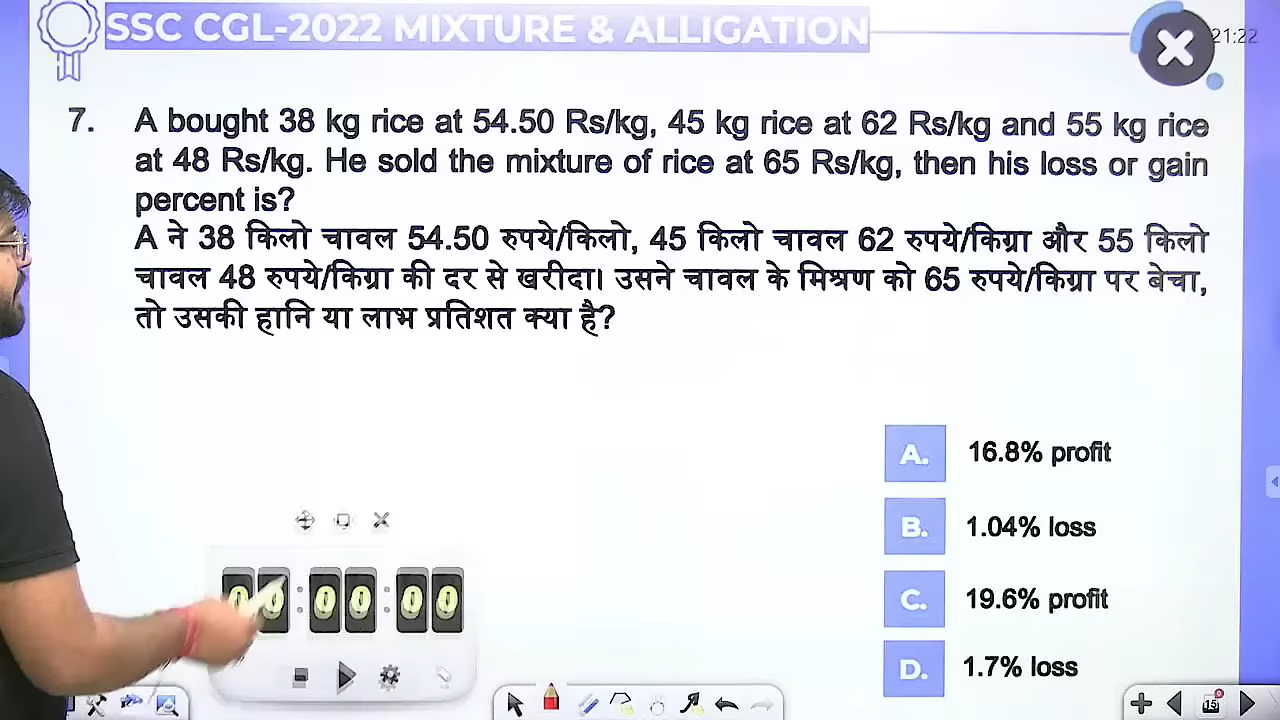 SSC CGL-2022 MIXTURE & ALLIGATION
21:22
7. A bought 38 kg rice at 54.50 Rs/kg, 45 kg rice at 62 Rs/kg and 55 kg rice
at 48 Rs/kg. He sold the mixture of rice at 65 Rs/kg, then his loss or gain
percent is?
A ने 38 किलो चावल 54.50 रुपये/किलो, 45 किलो चावल 62 रुपये/किग्रा और 55 किलो
चावल 48 रुपये/किग्रा की दर से खरीदा। उसने चावल के मिश्रण को 65 रुपये/किग्रा पर बेचा,
तो उसकी हानि या लाभ प्रतिशत क्या है?
A. 16.8% profit
B. 1.04% loss
C. 19.6% profit
D. 1.7% loss
00:00:00
15